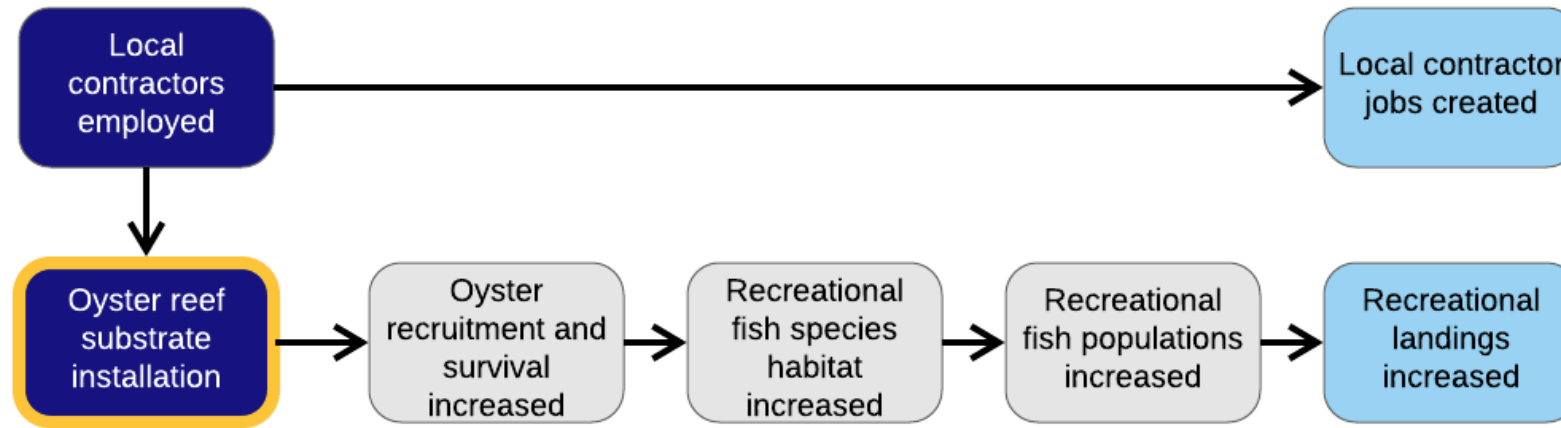 Local
contractors
employed
Local contractor
jobs created
Oyster reef
substrate
installation
Oyster
recruitment and
survival
increased
Recreational
fish species
habitat
increased
Recreational
fish populations
increased
Recreational
landings
increased